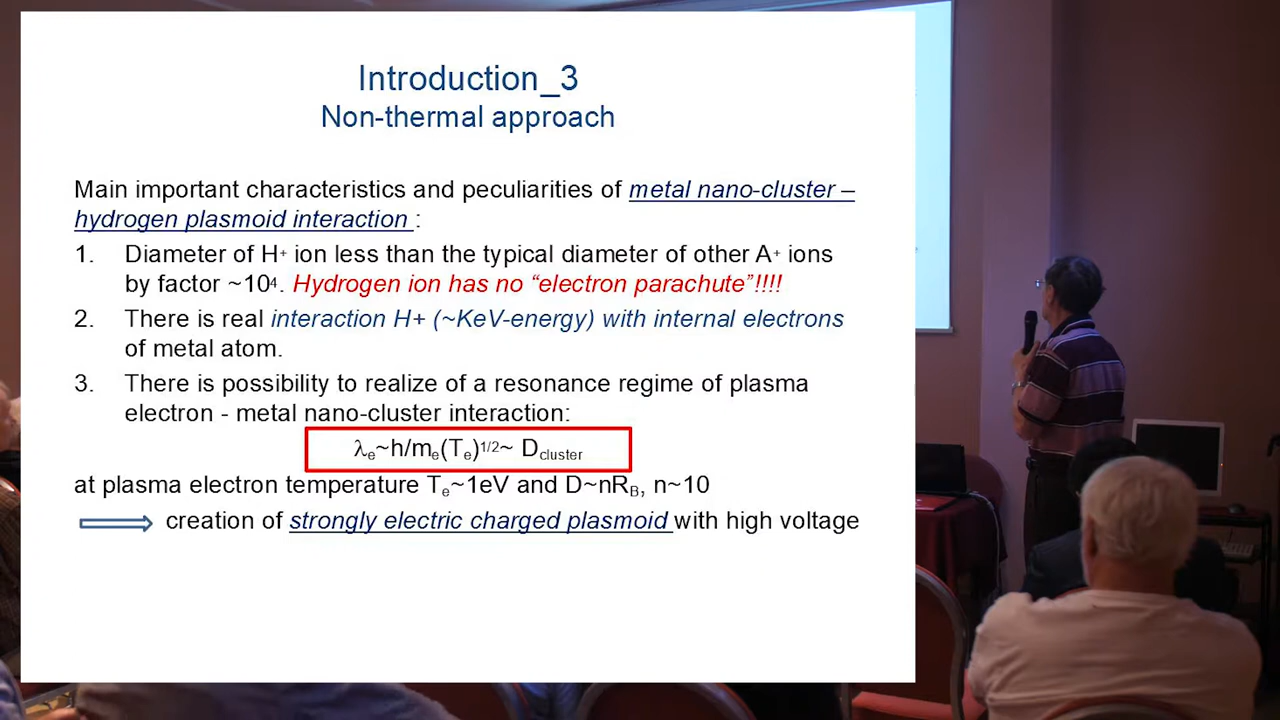 Introduction_3
Non-thermal approach
Main important characteristics and peculiarities of metal nano-cluster –
hydrogen plasmoid interaction :
1. Diameter of H⁺ ion less than the typical diameter of other A⁺ ions
by factor ~10⁴. Hydrogen ion has no “electron parachute”!!!!
2. There is real interaction H+ (~KeV-energy) with internal electrons
of metal atom.
3. There is possibility to realize of a resonance regime of plasma
electron - metal nano-cluster interaction:
λₑ~h/mₑ(Tₑ)¹/²~ Dcluster
at plasma electron temperature Tₑ~1eV and D~nRB, n~10
creation of strongly electric charged plasmoid with high voltage